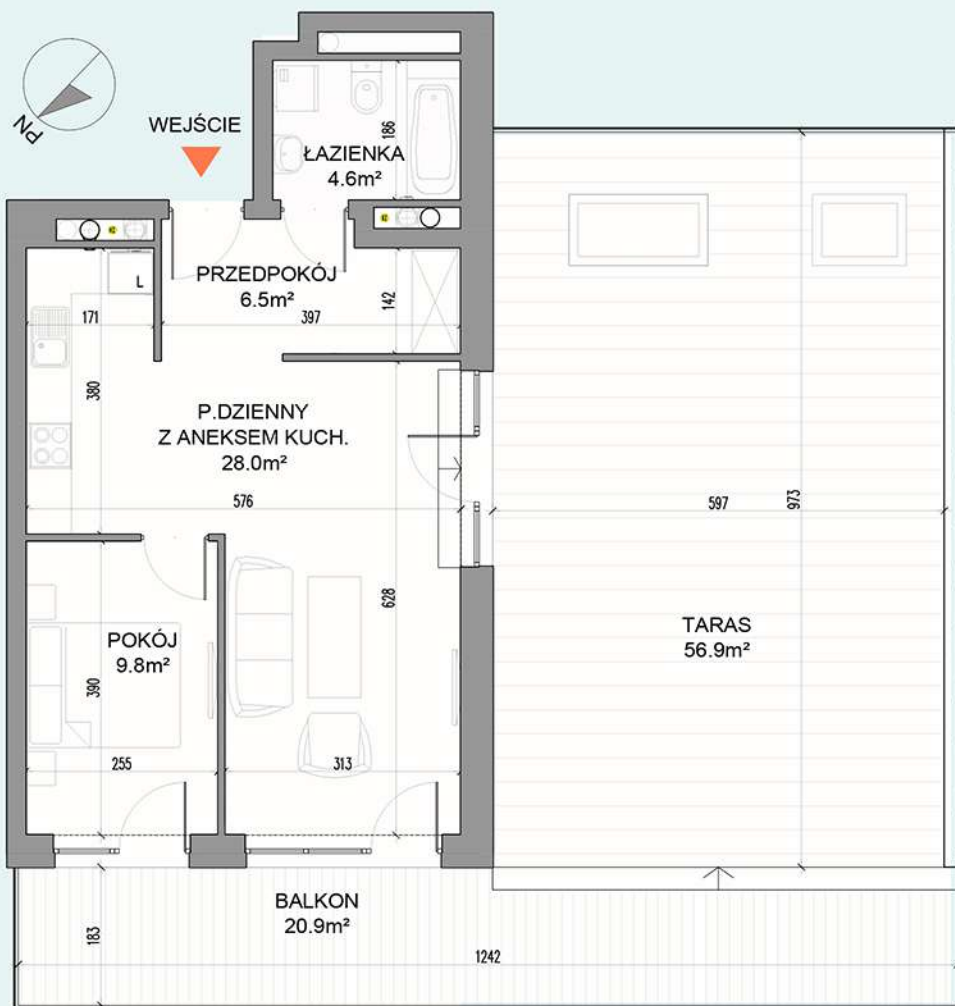 PN
WEJŚCIE
ŁAZIENKA
4.6m²
186
PRZEDPOKÓJ
6.5m²
142
397
L
171
380
P.DZIENNY
Z ANEKSEM KUCH.
28.0m²
576
597
973
628
TARAS
56.9m²
POKÓJ
9.8m²
390
255
313
BALKON
20.9m²
183
1242